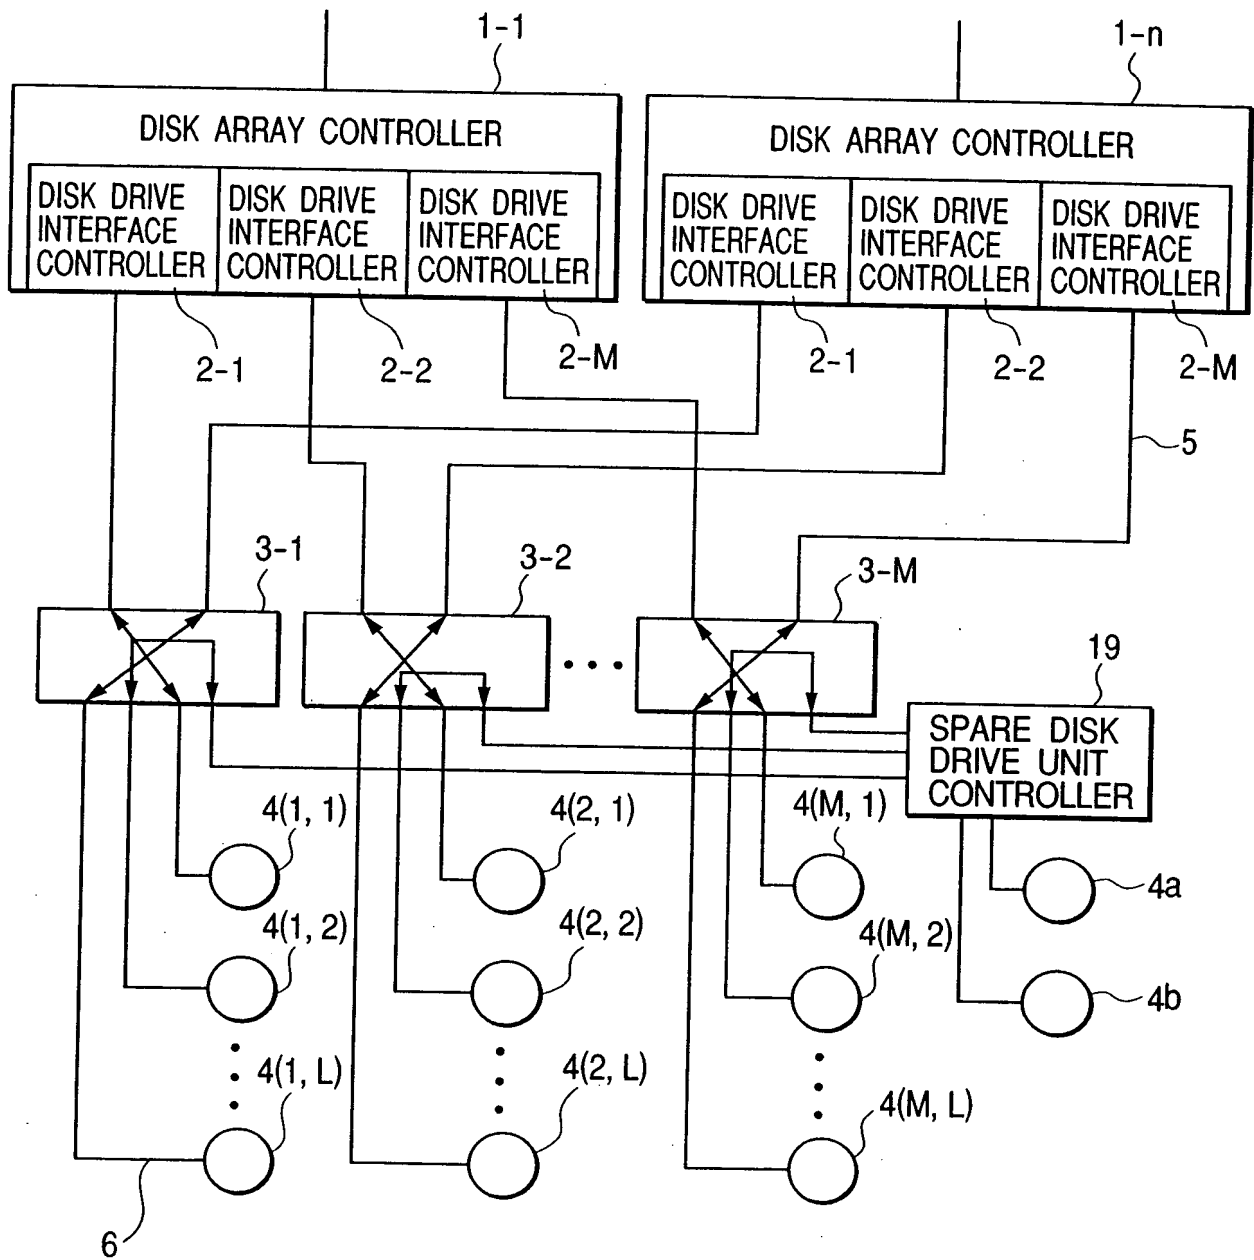 1-1
1-n
DISK ARRAY CONTROLLER
DISK ARRAY CONTROLLER
DISK DRIVE
INTERFACE
CONTROLLER
DISK DRIVE
INTERFACE
CONTROLLER
DISK DRIVE
INTERFACE
CONTROLLER
DISK DRIVE
INTERFACE
CONTROLLER
DISK DRIVE
INTERFACE
CONTROLLER
DISK DRIVE
INTERFACE
CONTROLLER
2-1
2-2
2-M
2-1
2-2
2-M
5
3-1
3-2
3-M
19
SPARE DISK
DRIVE UNIT
CONTROLLER
4(1, 1)
4(2, 1)
4(M, 1)
4a
4(1, 2)
4(2, 2)
4(M, 2)
4b
4(1, L)
4(2, L)
4(M, L)
6